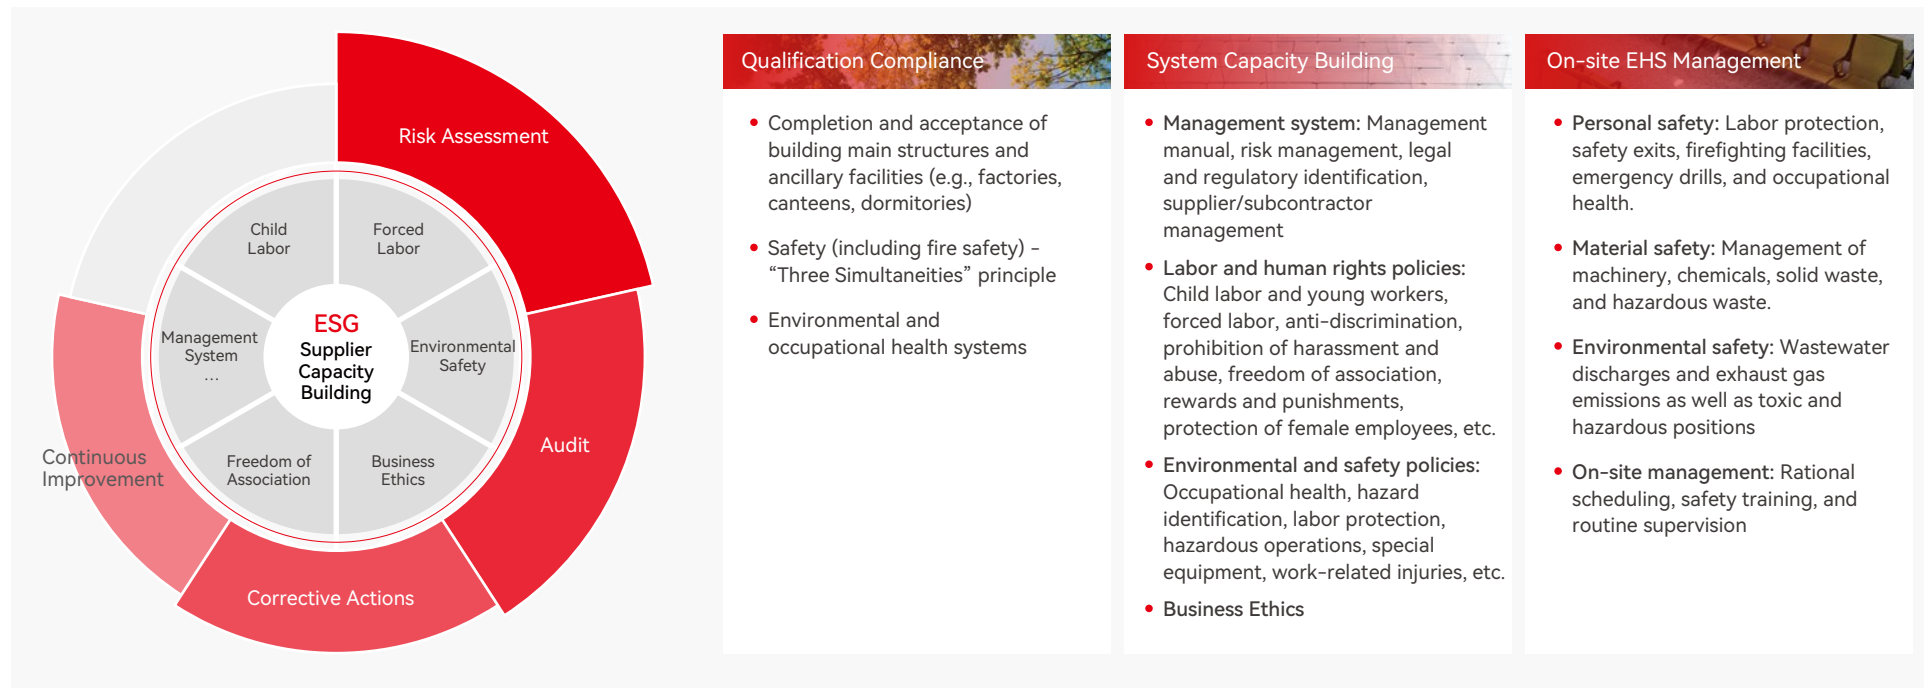 Risk Assessment
Child
Labor
Forced
Labor
Management
System
...
ESG
Supplier
Capacity
Building
Environmental
Safety
Audit
Continuous
Improvement
Freedom of
Association
Business
Ethics
Corrective Actions
Qualification Compliance
• Completion and acceptance of
building main structures and
ancillary facilities (e.g., factories,
canteens, dormitories)
• Safety (including fire safety) –
“Three Simultaneities” principle
• Environmental and
occupational health systems
System Capacity Building
• Management system: Management
manual, risk management, legal
and regulatory identification,
supplier/subcontractor
management
• Labor and human rights policies:
Child labor and young workers,
forced labor, anti-discrimination,
prohibition of harassment and
abuse, freedom of association,
rewards and punishments,
protection of female employees, etc.
• Environmental and safety policies:
Occupational health, hazard
identification, labor protection,
hazardous operations, special
equipment, work-related injuries, etc.
• Business Ethics
On-site EHS Management
• Personal safety: Labor protection,
safety exits, firefighting facilities,
emergency drills, and occupational
health.
• Material safety: Management of
machinery, chemicals, solid waste,
and hazardous waste.
• Environmental safety: Wastewater
discharges and exhaust gas
emissions as well as toxic and
hazardous positions
• On-site management: Rational
scheduling, safety training, and
routine supervision